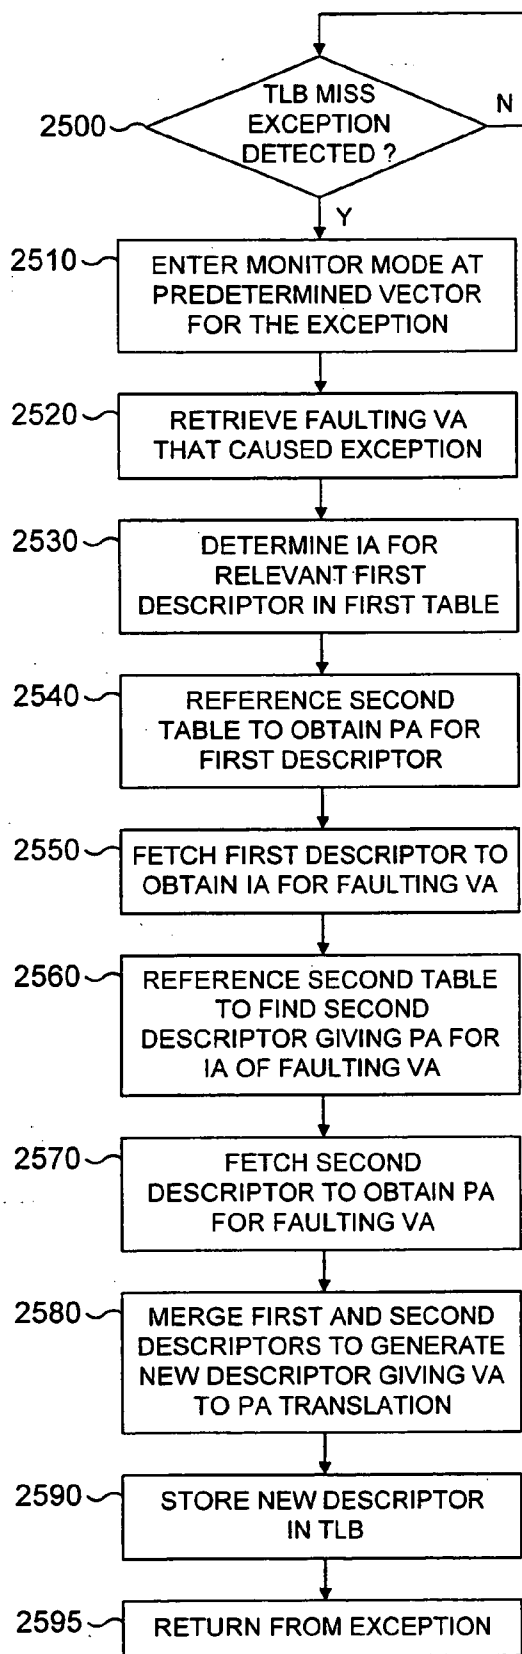 TLB MISS
EXCEPTION
DETECTED ?
2500
N
Y
2510
ENTER MONITOR MODE AT
PREDETERMINED VECTOR
FOR THE EXCEPTION
2520
RETRIEVE FAULTING VA
THAT CAUSED EXCEPTION
2530
DETERMINE IA FOR
RELEVANT FIRST
DESCRIPTOR IN FIRST TABLE
2540
REFERENCE SECOND
TABLE TO OBTAIN PA FOR
FIRST DESCRIPTOR
2550
FETCH FIRST DESCRIPTOR TO
OBTAIN IA FOR FAULTING VA
2560
REFERENCE SECOND TABLE
TO FIND SECOND
DESCRIPTOR GIVING PA FOR
IA OF FAULTING VA
2570
FETCH SECOND
DESCRIPTOR TO OBTAIN PA
FOR FAULTING VA
2580
MERGE FIRST AND SECOND
DESCRIPTORS TO GENERATE
NEW DESCRIPTOR GIVING VA
TO PA TRANSLATION
2590
STORE NEW DESCRIPTOR
IN TLB
2595
RETURN FROM EXCEPTION